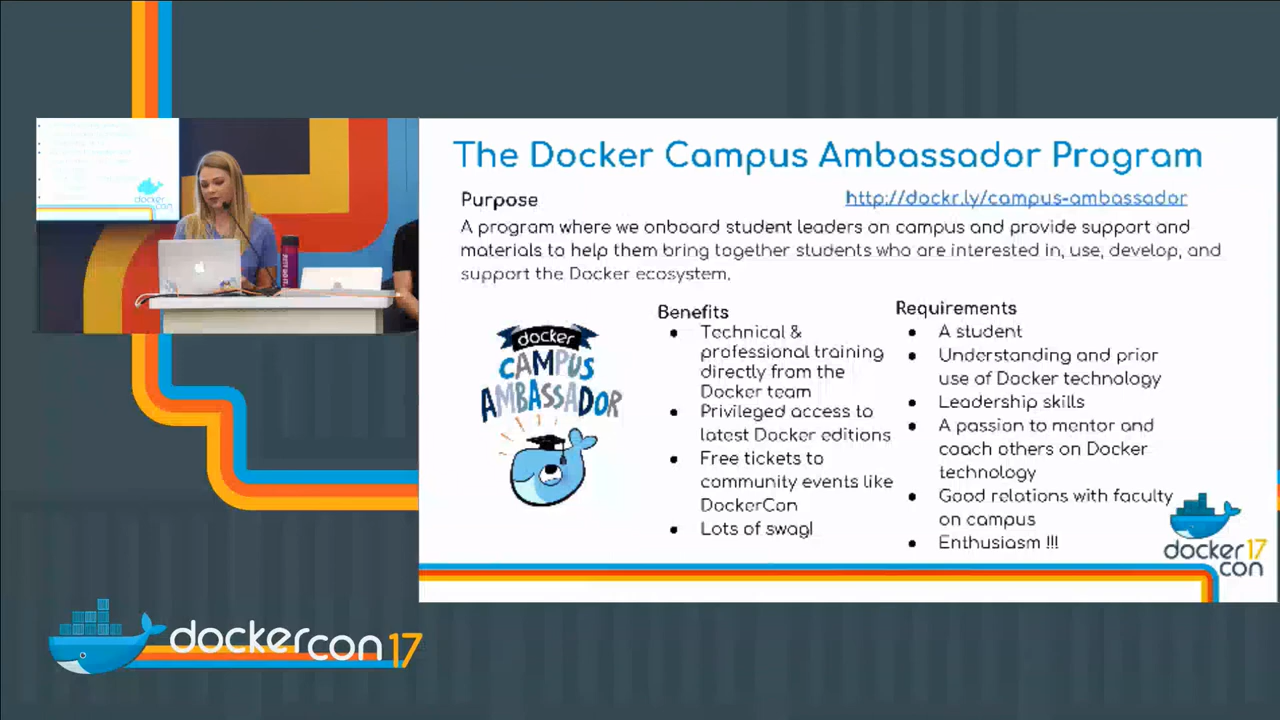 The Docker Campus Ambassador Program
Purpose
http://dockr.ly/campus-ambassador
A program where we onboard student leaders on campus and provide support and
materials to help them bring together students who are interested in, use, develop, and
support the Docker ecosystem.
docker
CAMPUS
AMBASSADOR
Benefits
● Technical &
professional training
directly from the
Docker team
● Privileged access to
latest Docker editions
● Free tickets to
community events like
DockerCon
● Lots of swag!
Requirements
● A student
● Understanding and prior
use of Docker technology
● Leadership skills
● A passion to mentor and
coach others on Docker
technology
● Good relations with faculty
on campus
● Enthusiasm !!!
docker 17
con
dockercon 17
docker